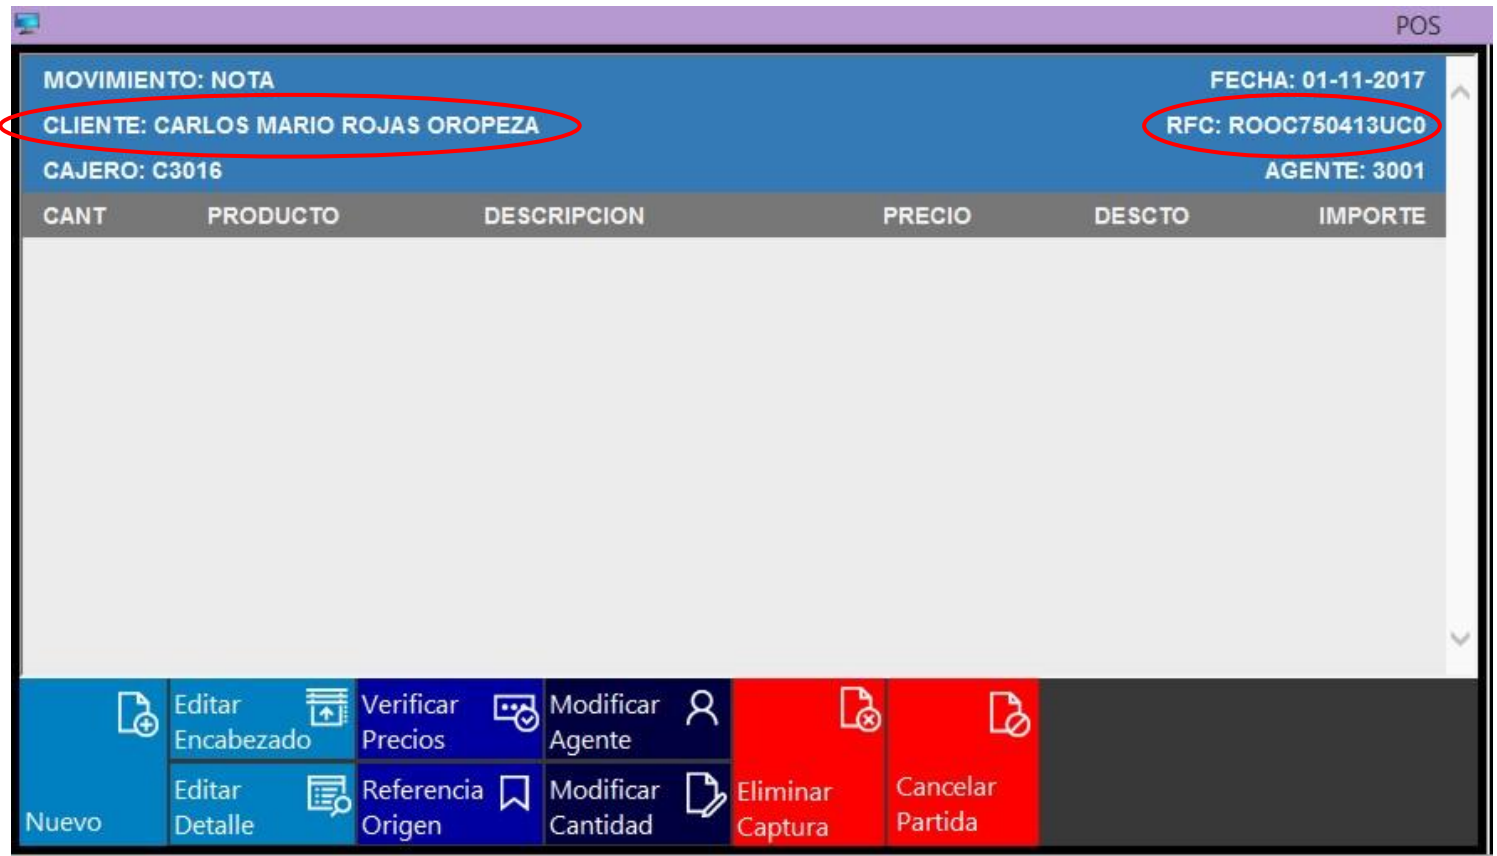 POS
MOVIMIENTO: NOTA FECHA: 01-11-2017
CLIENTE: CARLOS MARIO ROJAS OROPEZA RFC: ROOC750413UC0
CAJERO: C3016 AGENTE: 3001
CANT PRODUCTO DESCRIPCION PRECIO DESCTO IMPORTE
Nuevo
Editar
Encabezado
Editar
Detalle
Verificar
Precios
Referencia
Origen
Modificar
Agente
Modificar
Cantidad
Eliminar
Captura
Cancelar
Partida